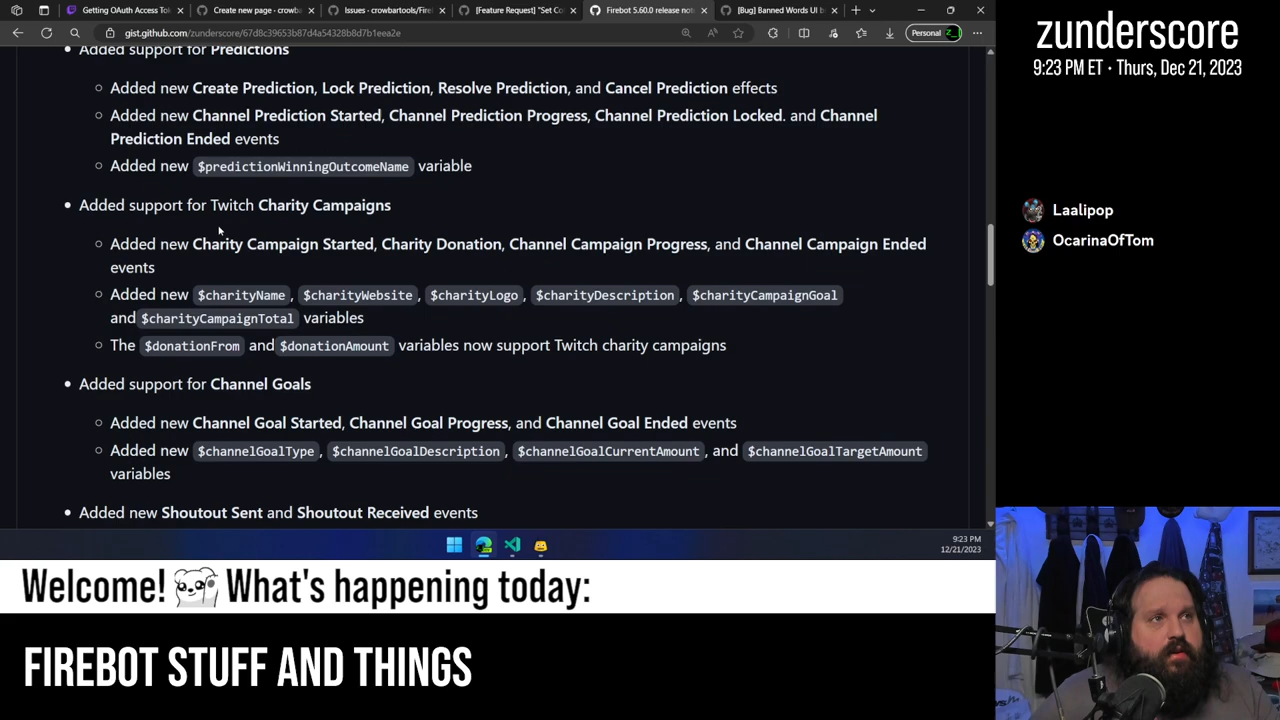 Getting OAuth Access Tok
Create new page · crowba
Issues · crowbartools/Firel
[Feature Request] "Set Co
Firebot 5.60.0 release not
[Bug] Banned Words UI b
gist.github.com/zunderscore/67d8c39653b87d4a54328b8d7b1eea2e
Personal
Added support for Predictions
Added new Create Prediction, Lock Prediction, Resolve Prediction, and Cancel Prediction effects
Added new Channel Prediction Started, Channel Prediction Progress, Channel Prediction Locked. and Channel
Prediction Ended events
Added new $predictionWinningOutcomeName variable
Added support for Twitch Charity Campaigns
Added new Charity Campaign Started, Charity Donation, Channel Campaign Progress, and Channel Campaign Ended
events
Added new $charityName, $charityWebsite, $charityLogo, $charityDescription, $charityCampaignGoal
and $charityCampaignTotal variables
The $donationFrom and $donationAmount variables now support Twitch charity campaigns
Added support for Channel Goals
Added new Channel Goal Started, Channel Goal Progress, and Channel Goal Ended events
Added new $channelGoalType, $channelGoalDescription, $channelGoalCurrentAmount, and $channelGoalTargetAmount
variables
Added new Shoutout Sent and Shoutout Received events
9:23 PM
12/21/2023
zunderscore
9:23 PM ET • Thurs, Dec 21, 2023
Laalipop
OcarinaOfTom
Welcome! What's happening today:
FIREBOT STUFF AND THINGS